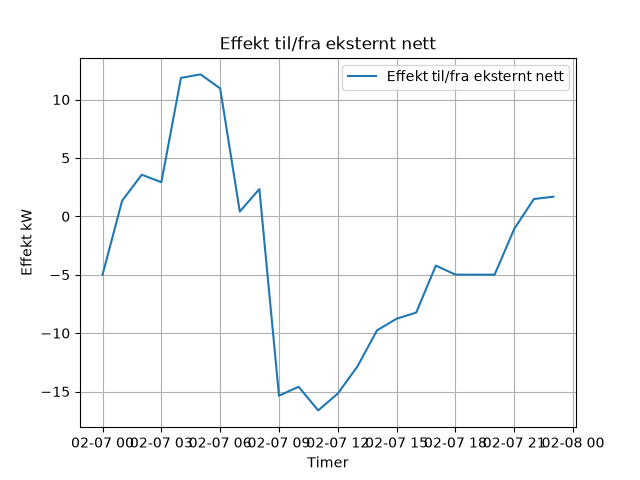 Effekt til/fra eksternt nett
Effekt til/fra eksternt nett
10
5
0
−5
−10
−15
Effekt kW
02-07 00 02-07 03 02-07 06 02-07 09 02-07 12 02-07 15 02-07 18 02-07 21 02-08 00
Timer